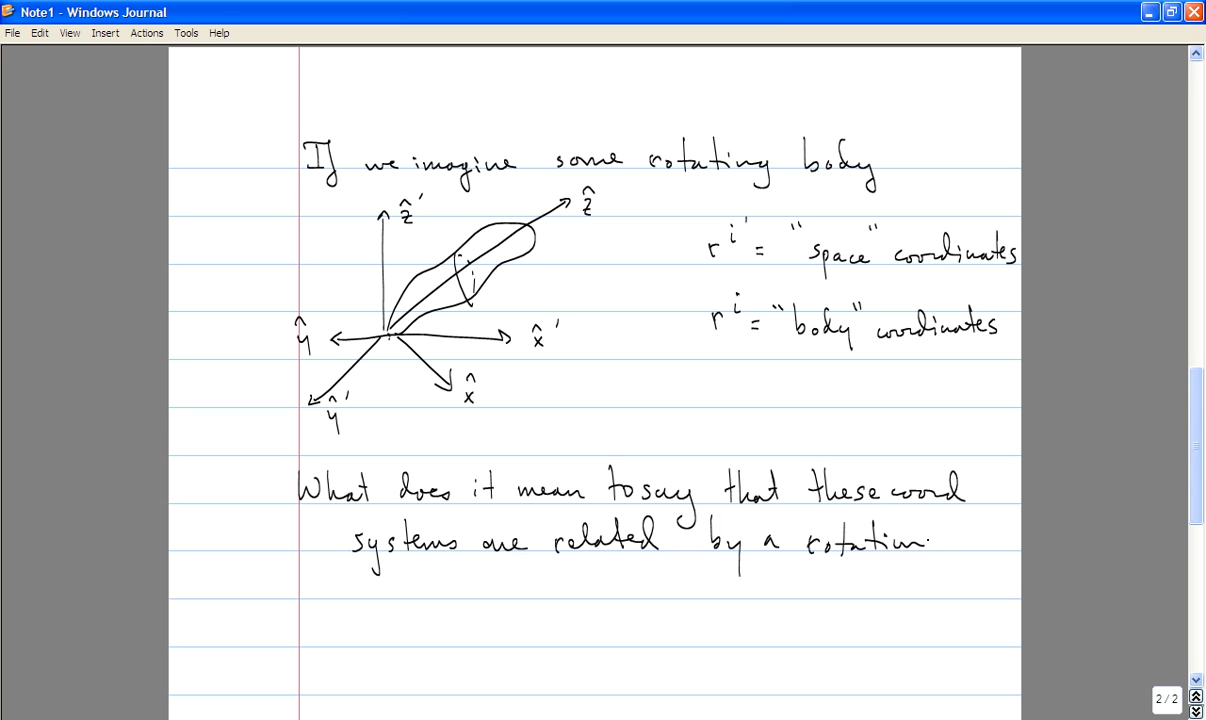 Note1 - Windows Journal
File Edit View Insert Actions Tools Help
If we imagine some rotating body
ẑ'
ẑ
r^i' = "space" coordinates
r^i = "body" coordinates
ŷ
x̂'
x̂
ŷ'
What does it mean to say that these coord
systems are related by a rotation.
2 / 2